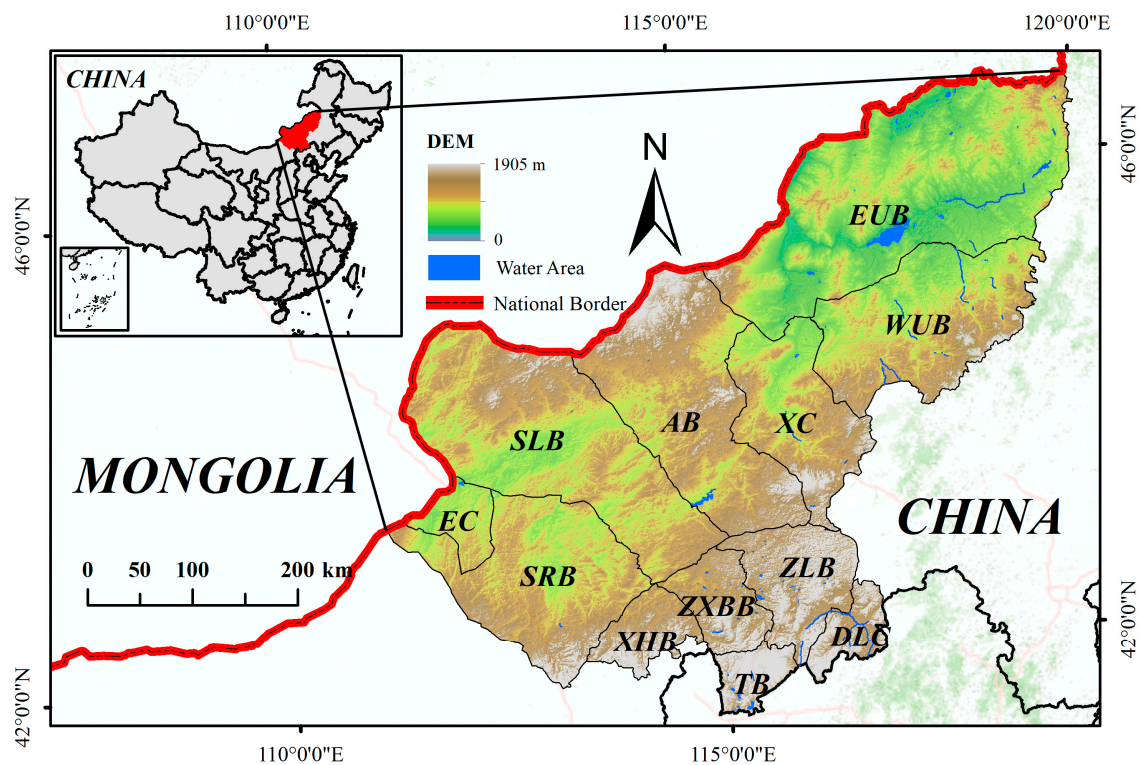 110°0'0"E
115°0'0"E
120°0'0"E
CHINA
DEM
1905 m
0
Water Area
National Border
N
46°0'0"N
46°0'0"N
EUB
WUB
AB
XC
SLB
MONGOLIA
EC
CHINA
SRB
ZLB
0 50 100 200 km
ZXBB
XHB
DLC
TB
42°0'0"N
42°0'0"N
110°0'0"E
115°0'0"E